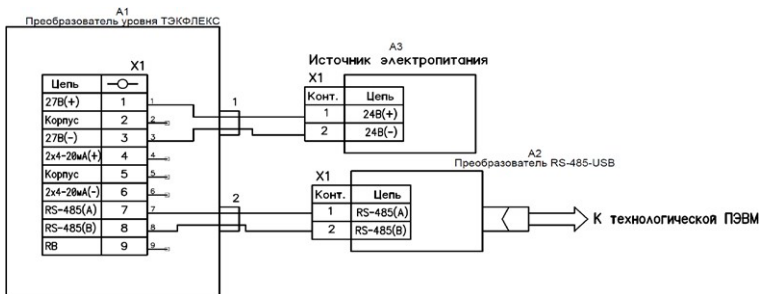 A1
Преобразователь уровня ТЭКФЛЕКС
X1
Цепь
27В(+) 1 1
Корпус 2 2
27В(-) 3 3
2х4-20мА(+) 4 4
Корпус 5 5
2х4-20мА(-) 6 6
RS-485(A) 7 7
RS-485(B) 8 8
RB 9 9
1
2
A3
Источник электропитания
X1
Конт. Цепь
1 24В(+)
2 24В(-)
A2
Преобразователь RS-485-USB
X1
Конт. Цепь
1 RS-485(A)
2 RS-485(B)
К технологической ПЭВМ